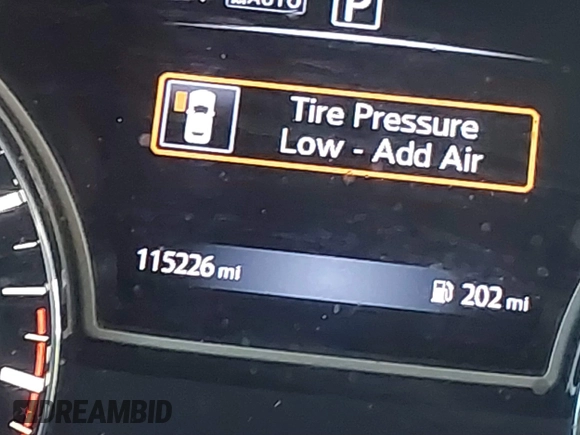 AUTO
P
Tire Pressure
Low - Add Air
115226 mi
202 mi
DREAMBID